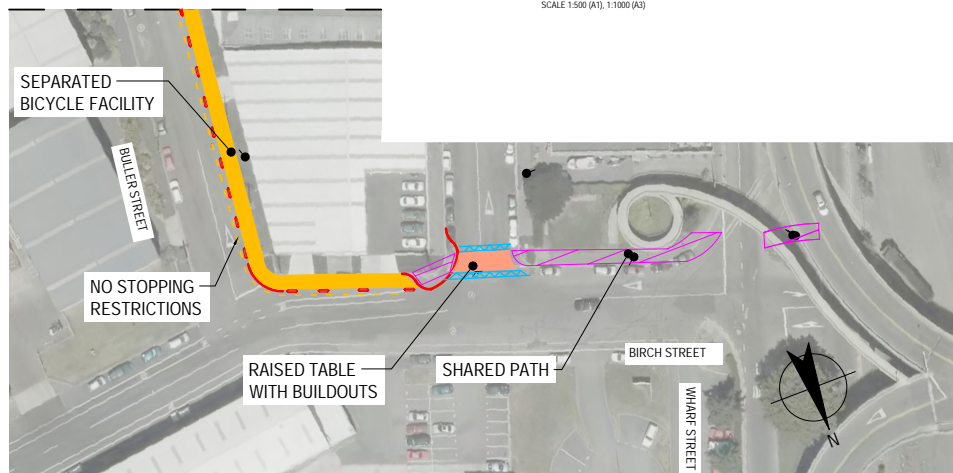 SCALE 1:500 (A1), 1:1000 (A3)
SEPARATED
BICYCLE FACILITY
BULLER STREET
NO STOPPING
RESTRICTIONS
RAISED TABLE
WITH BUILDOUTS
SHARED PATH
BIRCH STREET
WHARF STREET
N